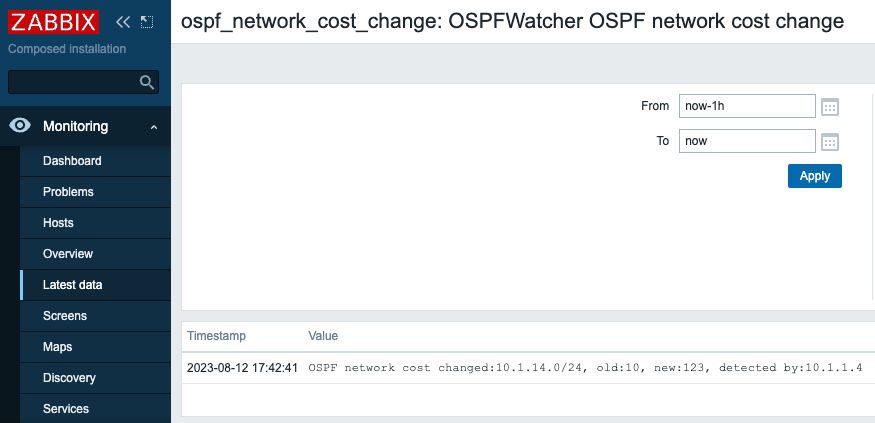 ZABBIX
Composed installation
Monitoring
Dashboard
Problems
Hosts
Overview
Latest data
Screens
Maps
Discovery
Services
ospf_network_cost_change: OSPFWatcher OSPF network cost change
From now-1h
To now
Apply
Timestamp Value
2023-08-12 17:42:41 OSPF network cost changed:10.1.14.0/24, old:10, new:123, detected by:10.1.1.4